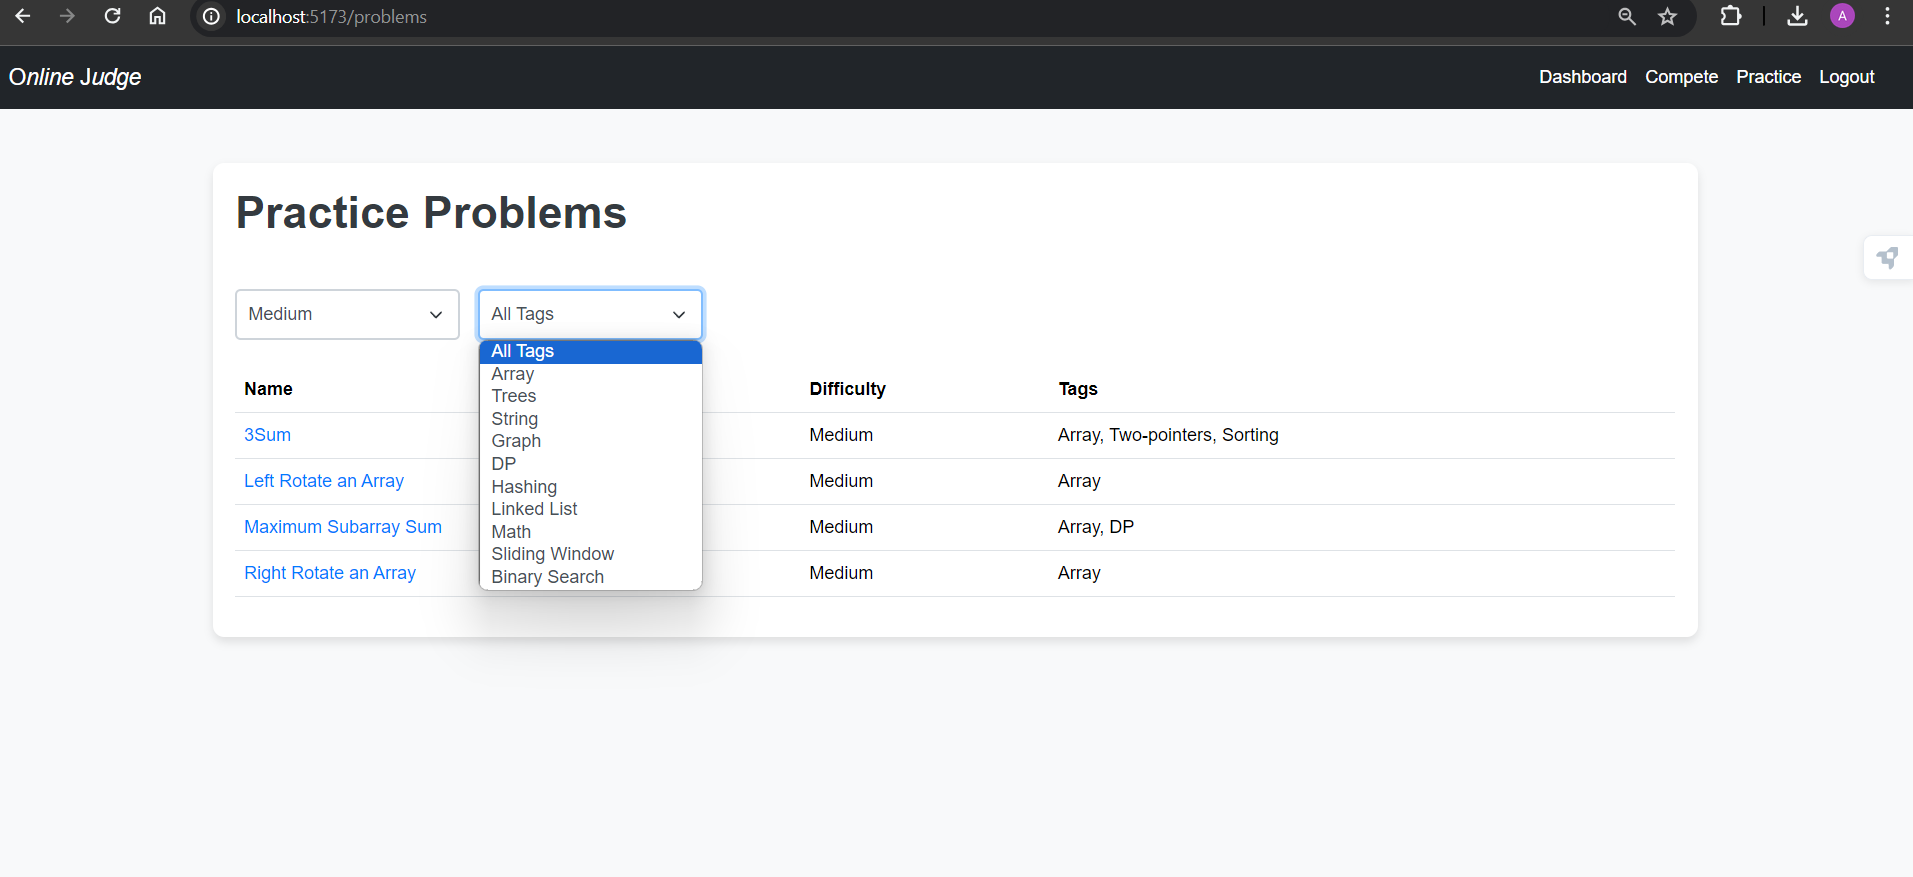 localhost:5173/problems
A
Online Judge
Dashboard Compete Practice Logout
Practice Problems
Medium
All Tags
All Tags
Array
Trees
String
Graph
DP
Hashing
Linked List
Math
Sliding Window
Binary Search
Name Difficulty Tags
3Sum Medium Array, Two-pointers, Sorting
Left Rotate an Array Medium Array
Maximum Subarray Sum Medium Array, DP
Right Rotate an Array Medium Array